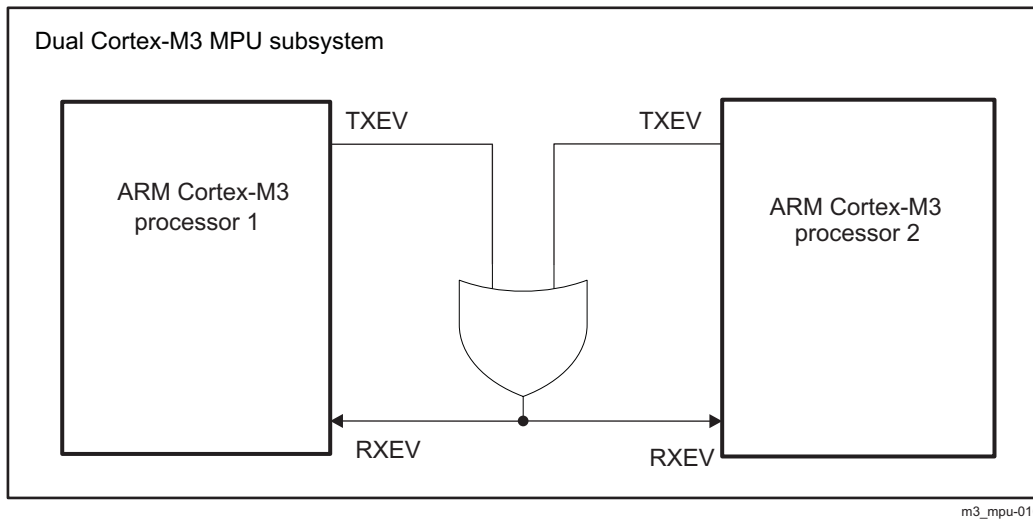 Dual Cortex-M3 MPU subsystem
TXEV
TXEV
ARM Cortex-M3
processor 1
ARM Cortex-M3
processor 2
RXEV
RXEV
m3_mpu-01